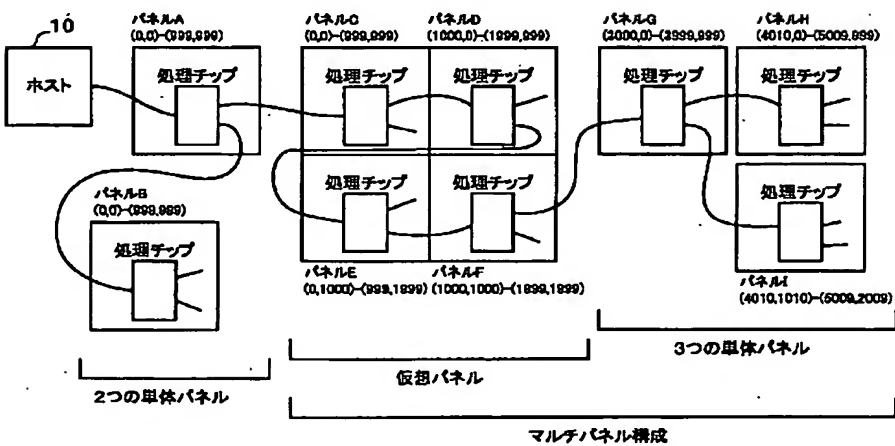 10
ホスト
パネルA
(0,0)-(999,999)
処理チップ
パネルB
(0,0)-(999,999)
処理チップ
パネルC
(0,0)-(999,999)
処理チップ
パネルD
(1000,0)-(1999,999)
処理チップ
処理チップ
パネルE
(0,1000)-(999,1999)
処理チップ
パネルF
(1000,1000)-(1999,1999)
パネルG
(3000,0)-(3999,999)
処理チップ
パネルH
(4010,0)-(5009,999)
処理チップ
処理チップ
パネルI
(4010,1010)-(5009,2009)
2つの単体パネル
仮想パネル
3つの単体パネル
マルチパネル構成